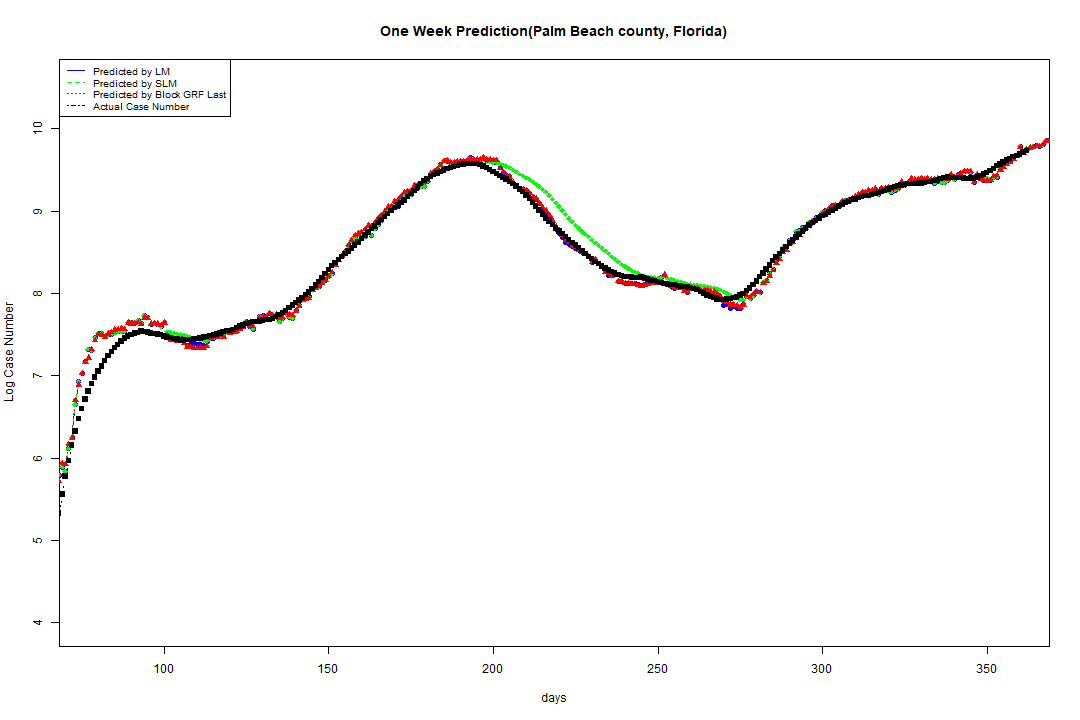 One Week Prediction(Palm Beach county, Florida)
Predicted by LM
Predicted by SLM
Predicted by Block GRF Last
Actual Case Number
10
9
8
7
6
5
4
Log Case Number
100 150 200 250 300 350
days